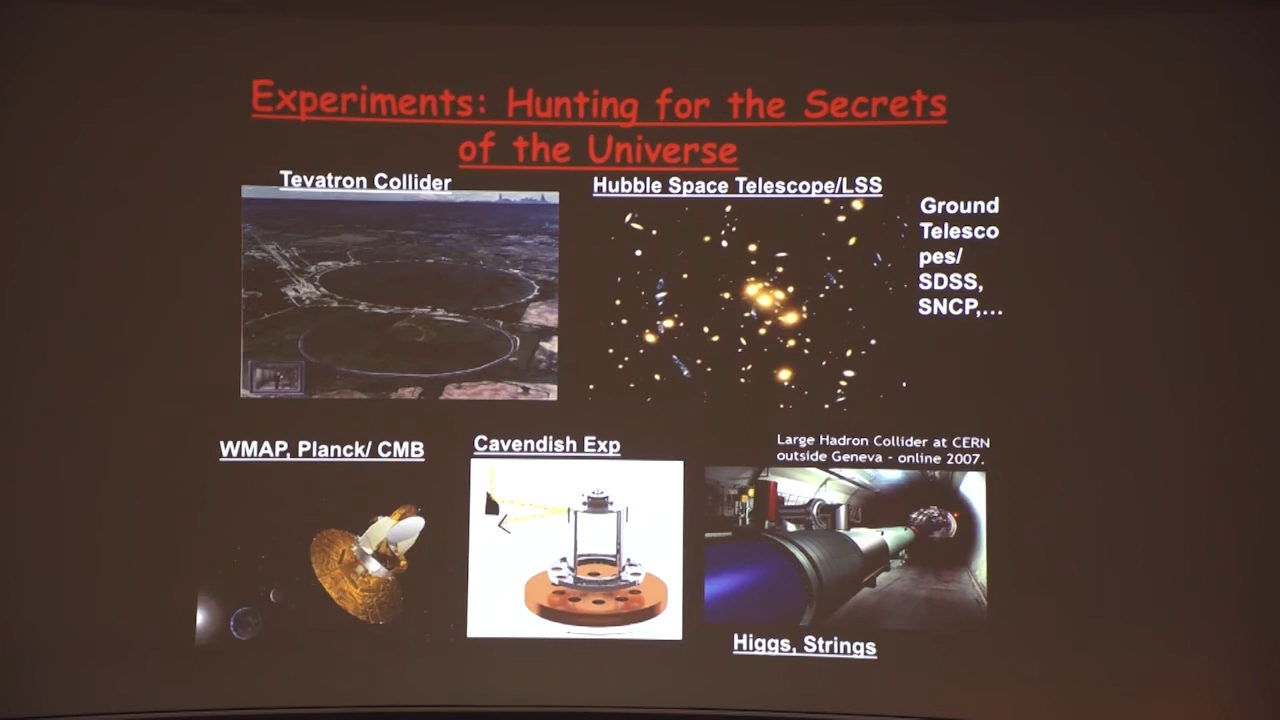 Experiments: Hunting for the Secrets
of the Universe
Tevatron Collider
Hubble Space Telescope/LSS
Ground
Telesco
pes/
SDSS,
SNCP,...
WMAP, Planck/ CMB
Cavendish Exp
Large Hadron Collider at CERN
outside Geneva - online 2007.
Higgs, Strings